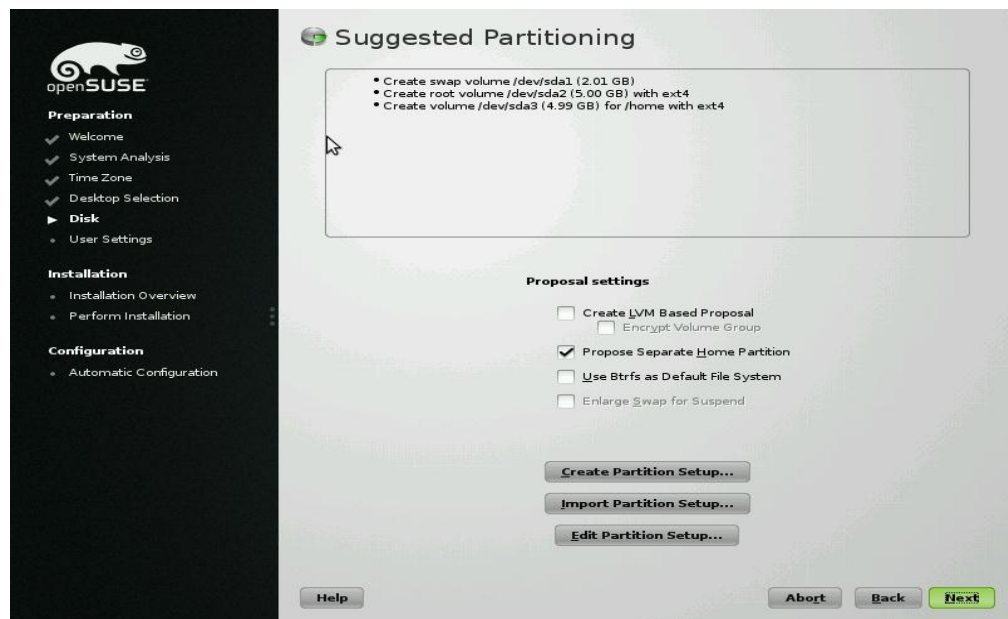 openSUSE
Preparation
Welcome
System Analysis
Time Zone
Desktop Selection
Disk
User Settings
Installation
Installation Overview
Perform Installation
Configuration
Automatic Configuration
Suggested Partitioning
• Create swap volume /dev/sda1 (2.01 GB)
• Create root volume /dev/sda2 (5.00 GB) with ext4
• Create volume /dev/sda3 (4.99 GB) for /home with ext4
Proposal settings
Create LVM Based Proposal
Encrypt Volume Group
Propose Separate Home Partition
Use Btrfs as Default File System
Enlarge Swap for Suspend
Create Partition Setup...
Import Partition Setup...
Edit Partition Setup...
Help
Abort
Back
Next